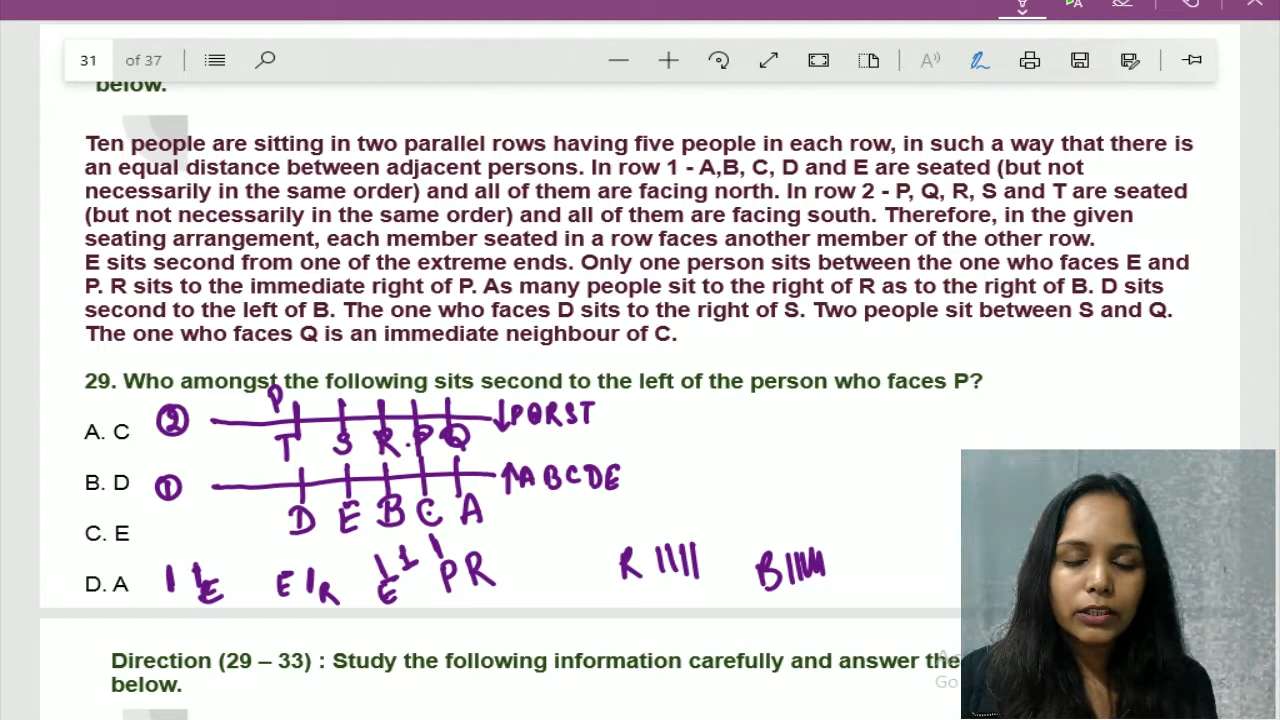 31 of 37
below.
Ten people are sitting in two parallel rows having five people in each row, in such a way that there is
an equal distance between adjacent persons. In row 1 - A,B, C, D and E are seated (but not
necessarily in the same order) and all of them are facing north. In row 2 - P, Q, R, S and T are seated
(but not necessarily in the same order) and all of them are facing south. Therefore, in the given
seating arrangement, each member seated in a row faces another member of the other row.
E sits second from one of the extreme ends. Only one person sits between the one who faces E and
P. R sits to the immediate right of P. As many people sit to the right of R as to the right of B. D sits
second to the left of B. The one who faces D sits to the right of S. Two people sit between S and Q.
The one who faces Q is an immediate neighbour of C.
29. Who amongst the following sits second to the left of the person who faces P?
P
② ↓PQRST
A. C
T S R P Q
B. D
① ↑ABCDE
D E B C A
C. E
D. A
E E R E P R R B
Direction (29 – 33) : Study the following information carefully and answer the
below.
Go